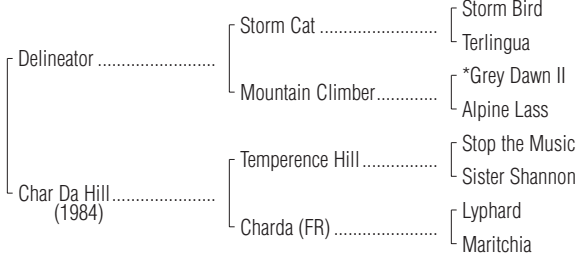 Storm Bird
Storm Cat ......................................
Terlingua
Delineator ......................................
*Grey Dawn II
Mountain Climber....................
Alpine Lass
Stop the Music
Temperence Hill........................
Sister Shannon
Char Da Hill..................................
(1984)
Lyphard
Charda (FR) .................................
Maritchia